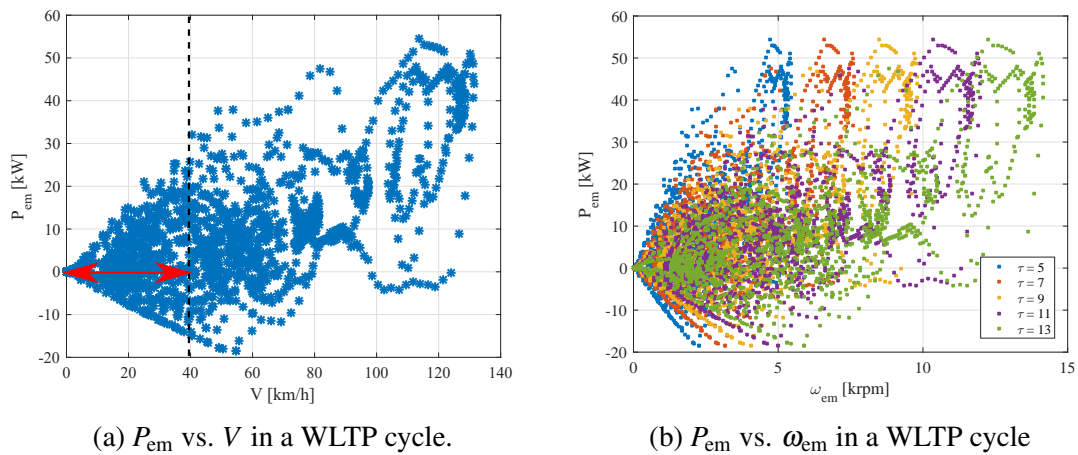 60
50
40
30
20
10
0
-10
-20
0 20 40 60 80 100 120 140
P_em [kW]
V [km/h]
(a) P_em vs. V in a WLTP cycle.
60
50
40
30
20
10
0
-10
-20
0 5 10 15
P_em [kW]
ω_em [krpm]
τ = 5
τ = 7
τ = 9
τ = 11
τ = 13
(b) P_em vs. ω_em in a WLTP cycle